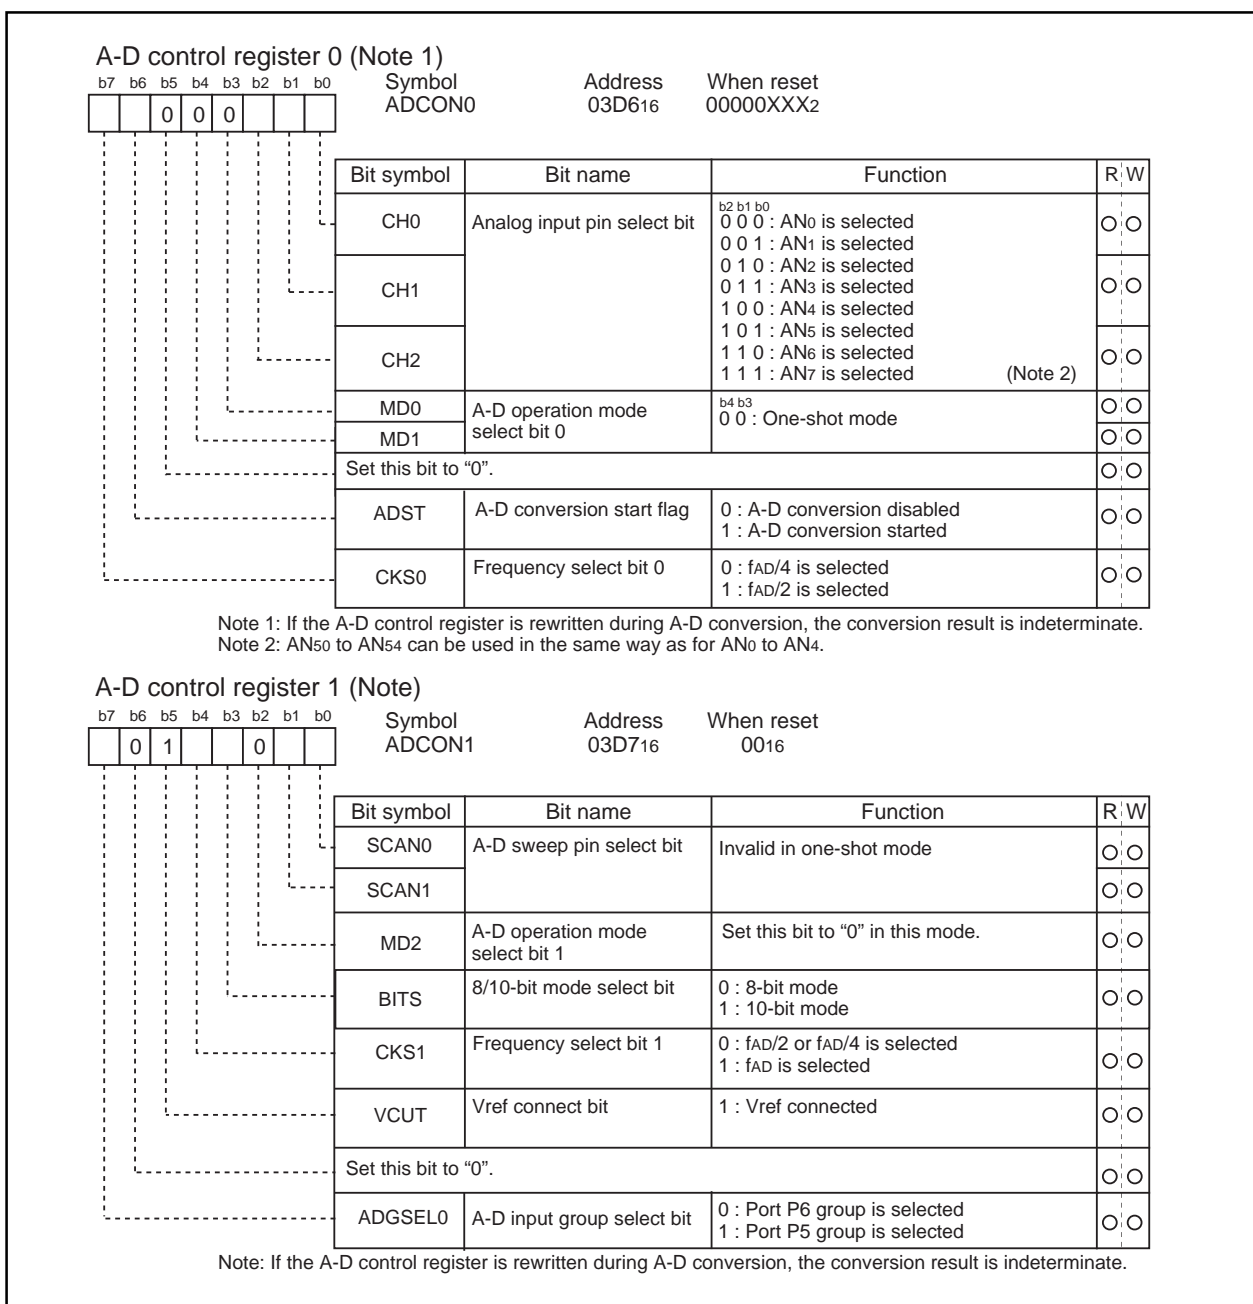 A-D control register 0 (Note 1)
b7 b6 b5 b4 b3 b2 b1 b0
Symbol Address When reset
ADCON0 03D616 00000XXX2
0 0 0
Bit symbol Bit name Function R W
CH0 Analog input pin select bit
b2 b1 b0
0 0 0 : AN0 is selected
0 0 1 : AN1 is selected
0 1 0 : AN2 is selected
CH1
0 1 1 : AN3 is selected
1 0 0 : AN4 is selected
1 0 1 : AN5 is selected
CH2
1 1 0 : AN6 is selected
1 1 1 : AN7 is selected (Note 2)
MD0 A-D operation mode
select bit 0
b4 b3
0 0 : One-shot mode
MD1
Set this bit to “0”.
ADST A-D conversion start flag
0 : A-D conversion disabled
1 : A-D conversion started
CKS0 Frequency select bit 0
0 : fAD/4 is selected
1 : fAD/2 is selected
Note 1: If the A-D control register is rewritten during A-D conversion, the conversion result is indeterminate.
Note 2: AN50 to AN54 can be used in the same way as for AN0 to AN4.
A-D control register 1 (Note)
b7 b6 b5 b4 b3 b2 b1 b0
Symbol Address When reset
ADCON1 03D716 0016
0 1 0
Bit symbol Bit name Function R W
SCAN0 A-D sweep pin select bit Invalid in one-shot mode
SCAN1
MD2 A-D operation mode
select bit 1
Set this bit to “0” in this mode.
BITS 8/10-bit mode select bit
0 : 8-bit mode
1 : 10-bit mode
CKS1 Frequency select bit 1
0 : fAD/2 or fAD/4 is selected
1 : fAD is selected
VCUT Vref connect bit 1 : Vref connected
Set this bit to “0”.
ADGSEL0 A-D input group select bit
0 : Port P6 group is selected
1 : Port P5 group is selected
Note: If the A-D control register is rewritten during A-D conversion, the conversion result is indeterminate.